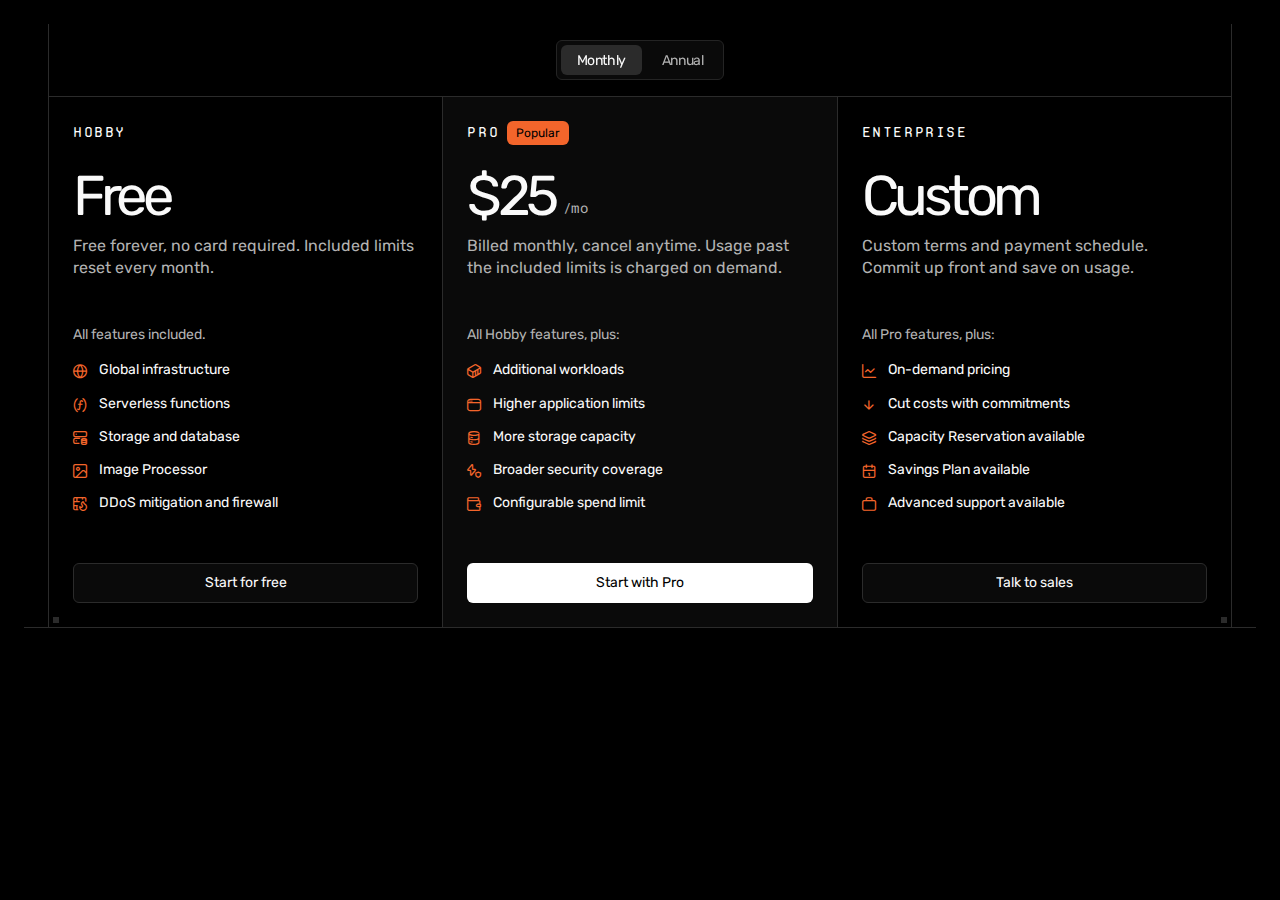 Monthly Annual
HOBBY
Free
Free forever, no card required. Included limits
reset every month.
All features included.
Global infrastructure
Serverless functions
Storage and database
Image Processor
DDoS mitigation and firewall
Start for free
PRO Popular
$25 /mo
Billed monthly, cancel anytime. Usage past
the included limits is charged on demand.
All Hobby features, plus:
Additional workloads
Higher application limits
More storage capacity
Broader security coverage
Configurable spend limit
Start with Pro
ENTERPRISE
Custom
Custom terms and payment schedule.
Commit up front and save on usage.
All Pro features, plus:
On-demand pricing
Cut costs with commitments
Capacity Reservation available
Savings Plan available
Advanced support available
Talk to sales